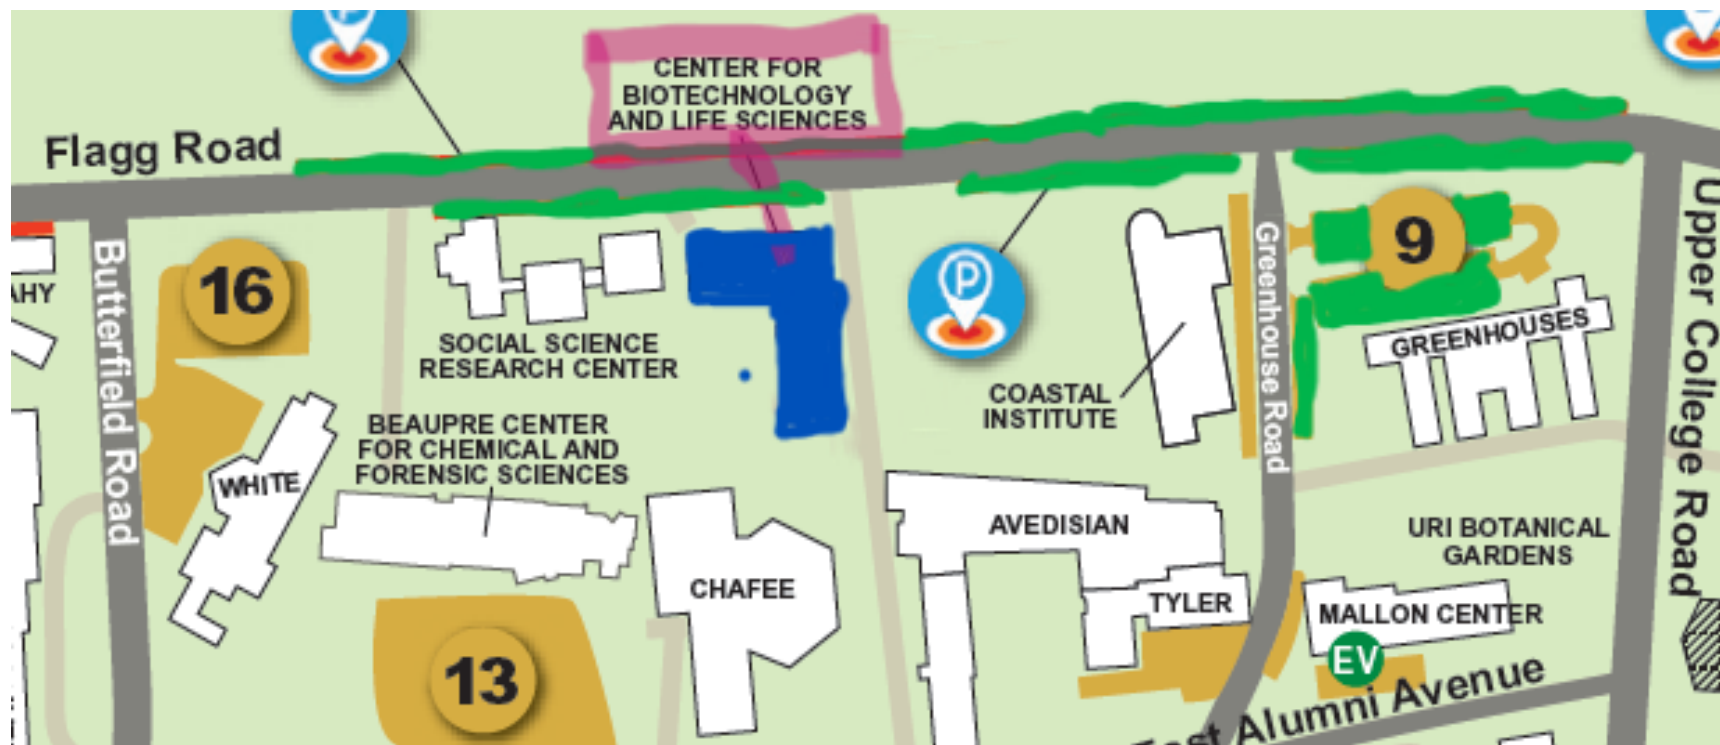 P
CENTER FOR
BIOTECHNOLOGY
AND LIFE SCIENCES
Flagg Road
16
9
P
Butterfield Road
Greenhouse Road
Upper College Road
SOCIAL SCIENCE
RESEARCH CENTER
GREENHOUSES
COASTAL
INSTITUTE
BEAUPRE CENTER
FOR CHEMICAL AND
FORENSIC SCIENCES
WHITE
AVEDISIAN
URI BOTANICAL
GARDENS
CHAFEE
TYLER
MALLON CENTER
13
EV
Alumni Avenue